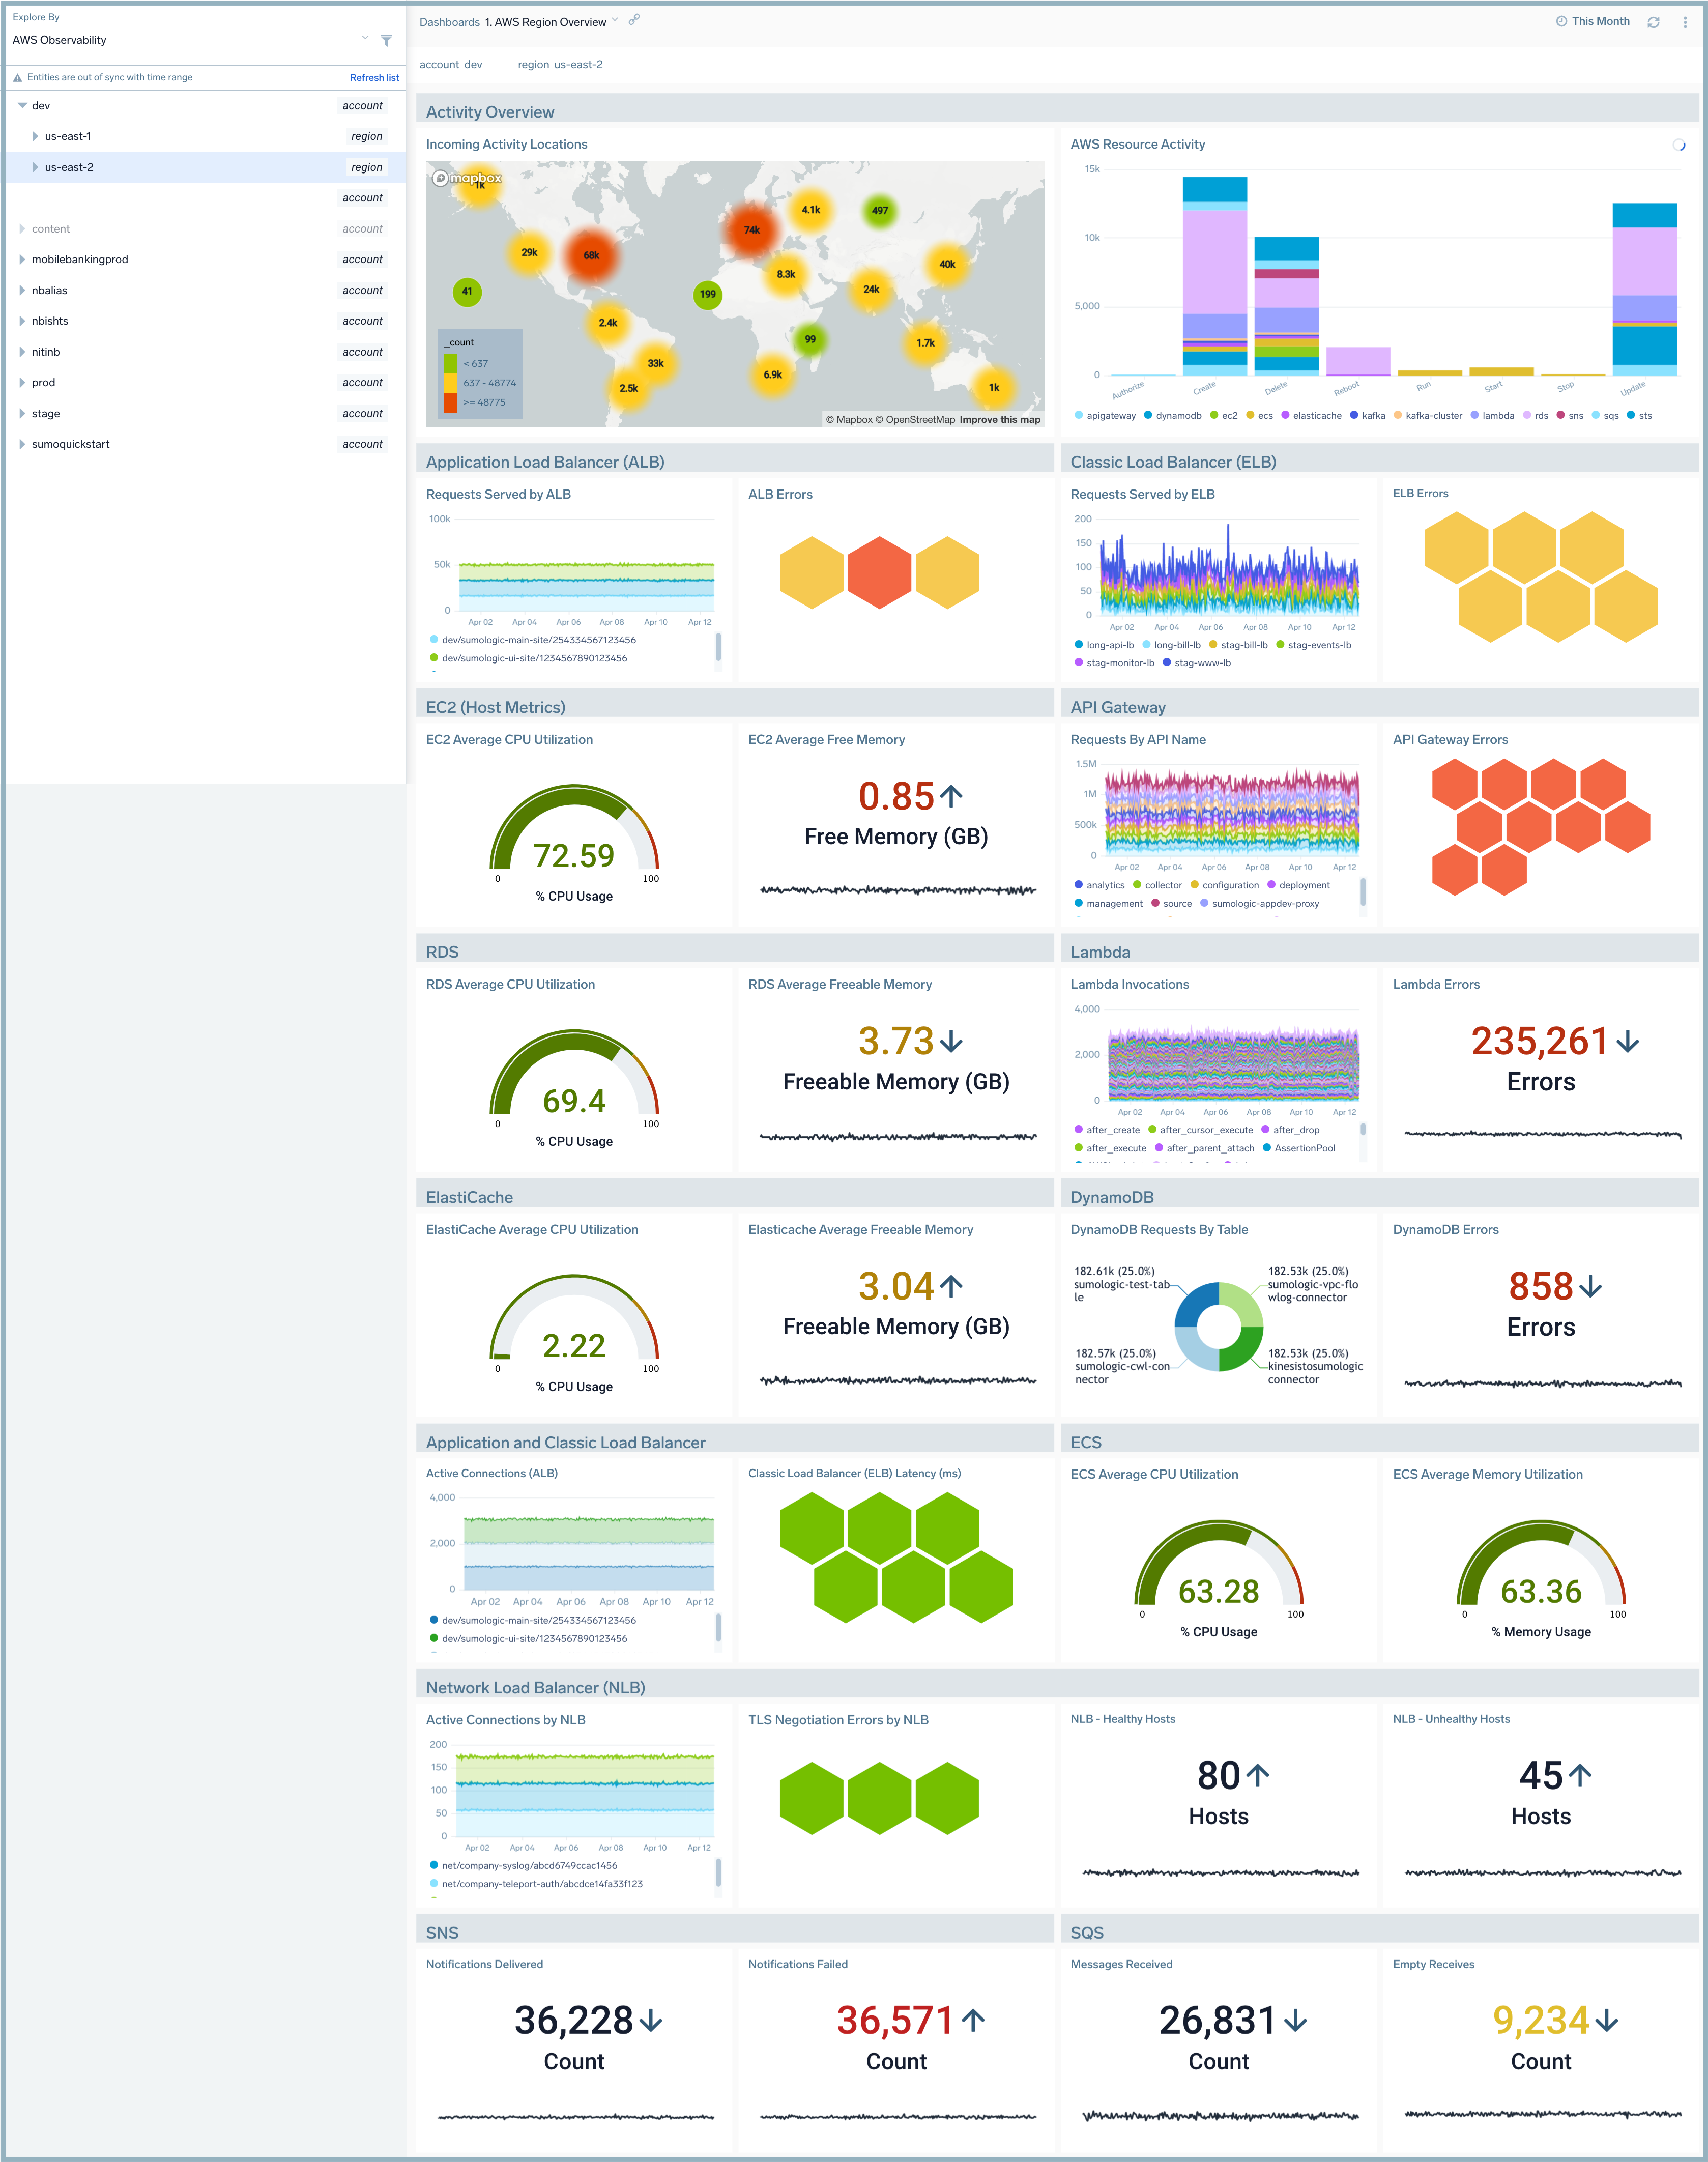 Explore By
AWS Observability
Entities are out of sync with time range Refresh list
dev account
us-east-1 region
us-east-2 region
account
content account
mobilebankingprod account
nbalias account
nbishts account
nitinb account
prod account
stage account
sumoquickstart account
Dashboards 1. AWS Region Overview This Month
account dev region us-east-2
Activity Overview
Incoming Activity Locations
mapbox
1k
4.1k
497
74k
29k
68k
40k
8.3k
24k
41
199
2.4k
99
1.7k
33k
6.9k
2.5k
1k
_count
< 637
637 - 48774
>= 48775
© Mapbox © OpenStreetMap Improve this map
AWS Resource Activity
15k
10k
5,000
0
Authorize Create Delete Reboot Run Start Stop Update
apigateway dynamodb ec2 ecs elasticache kafka kafka-cluster lambda rds sns sqs sts
Application Load Balancer (ALB)
Requests Served by ALB
100k
50k
0
Apr 02 Apr 04 Apr 06 Apr 08 Apr 10 Apr 12
dev/sumologic-main-site/254334567123456
dev/sumologic-ui-site/1234567890123456
ALB Errors
Classic Load Balancer (ELB)
Requests Served by ELB
200
150
100
50
0
Apr 02 Apr 04 Apr 06 Apr 08 Apr 10 Apr 12
long-api-lb long-bill-lb stag-bill-lb stag-events-lb
stag-monitor-lb stag-www-lb
ELB Errors
EC2 (Host Metrics)
EC2 Average CPU Utilization
72.59
0 100
% CPU Usage
EC2 Average Free Memory
0.85
Free Memory (GB)
API Gateway
Requests By API Name
1.5M
1M
500k
0
Apr 02 Apr 04 Apr 06 Apr 08 Apr 10 Apr 12
analytics collector configuration deployment
management source sumologic-appdev-proxy
API Gateway Errors
RDS
RDS Average CPU Utilization
69.4
0 100
% CPU Usage
RDS Average Freeable Memory
3.73
Freeable Memory (GB)
Lambda
Lambda Invocations
4,000
2,000
0
Apr 02 Apr 04 Apr 06 Apr 08 Apr 10 Apr 12
after_create after_cursor_execute after_drop
after_execute after_parent_attach AssertionPool
Lambda Errors
235,261
Errors
ElastiCache
ElastiCache Average CPU Utilization
2.22
0 100
% CPU Usage
Elasticache Average Freeable Memory
3.04
Freeable Memory (GB)
DynamoDB
DynamoDB Requests By Table
182.61k (25.0%)
sumologic-test-tab
le
182.53k (25.0%)
sumologic-vpc-flo
wlog-connector
182.57k (25.0%)
sumologic-cwl-con
nector
182.53k (25.0%)
kinesistosumologic
connector
DynamoDB Errors
858
Errors
Application and Classic Load Balancer
Active Connections (ALB)
4,000
2,000
0
Apr 02 Apr 04 Apr 06 Apr 08 Apr 10 Apr 12
dev/sumologic-main-site/254334567123456
dev/sumologic-ui-site/1234567890123456
Classic Load Balancer (ELB) Latency (ms)
ECS
ECS Average CPU Utilization
63.28
0 100
% CPU Usage
ECS Average Memory Utilization
63.36
0 100
% Memory Usage
Network Load Balancer (NLB)
Active Connections by NLB
200
150
100
50
0
Apr 02 Apr 04 Apr 06 Apr 08 Apr 10 Apr 12
net/company-syslog/abcd6749ccac1456
net/company-teleport-auth/abcdce14fa33f123
TLS Negotiation Errors by NLB
NLB - Healthy Hosts
80
Hosts
NLB - Unhealthy Hosts
45
Hosts
SNS
Notifications Delivered
36,228
Count
Notifications Failed
36,571
Count
SQS
Messages Received
26,831
Count
Empty Receives
9,234
Count